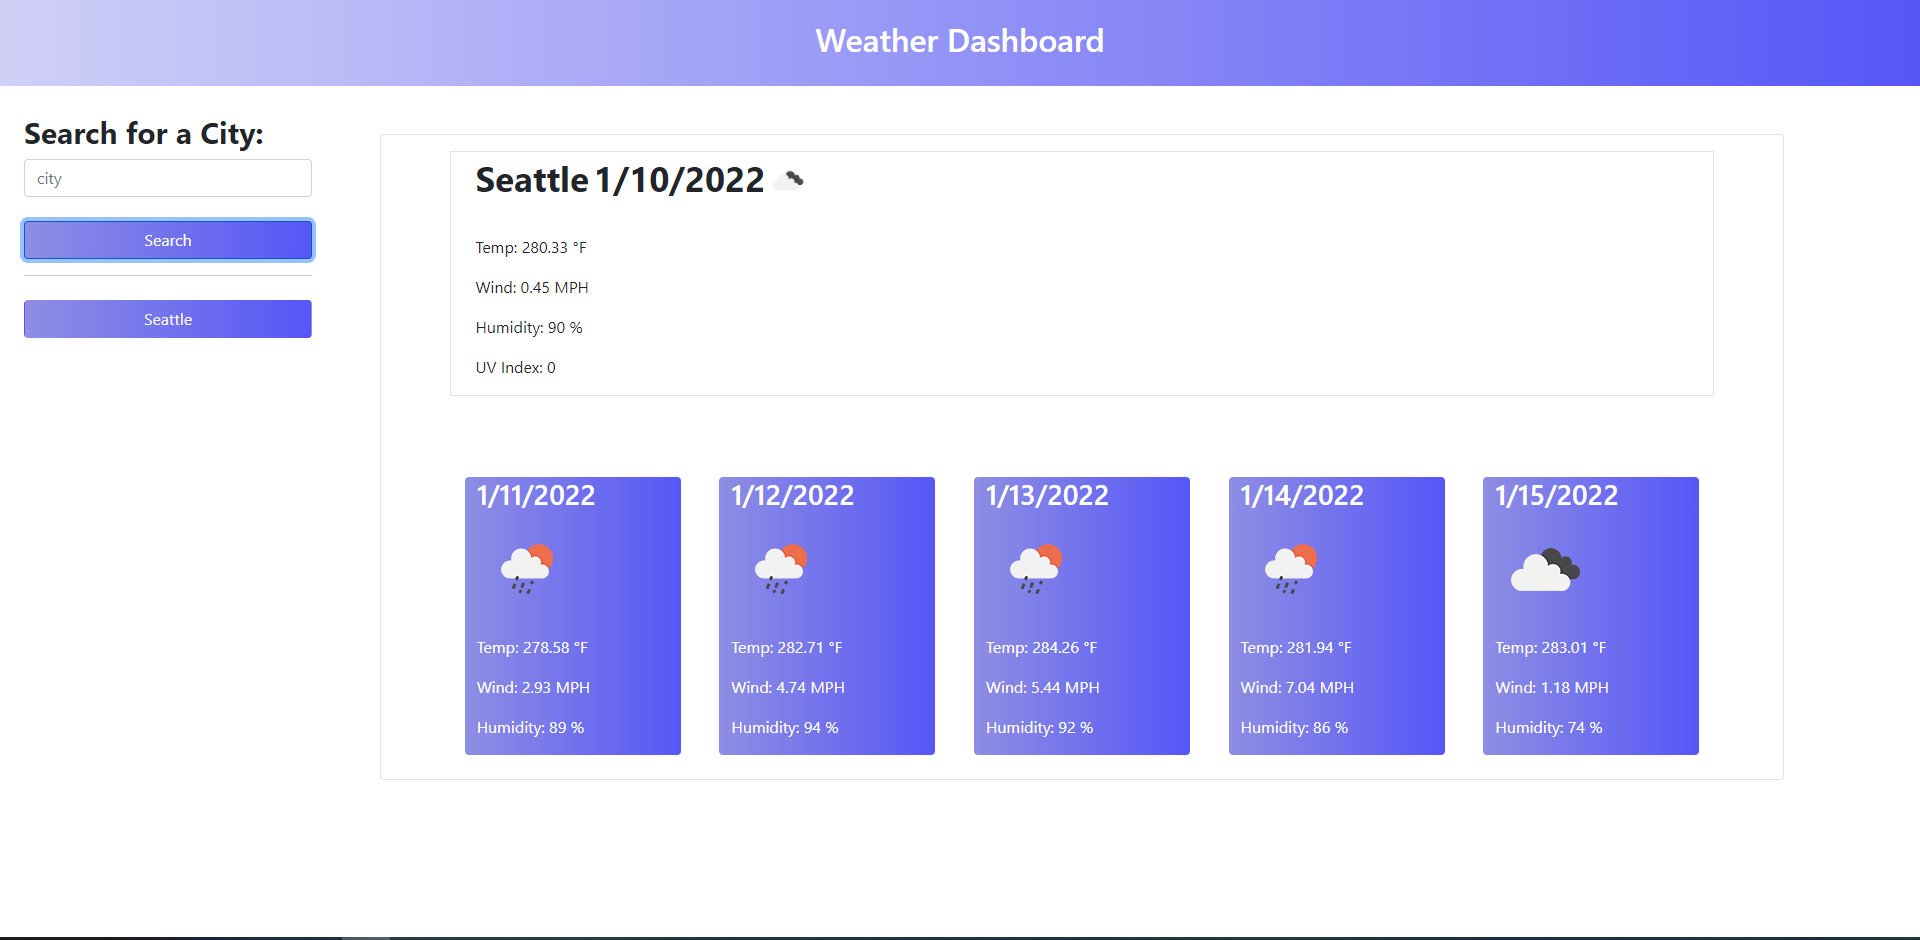 Weather Dashboard
Search for a City:
city
Search
Seattle
Seattle 1/10/2022
Temp: 280.33 °F
Wind: 0.45 MPH
Humidity: 90 %
UV Index: 0
1/11/2022
Temp: 278.58 °F
Wind: 2.93 MPH
Humidity: 89 %
1/12/2022
Temp: 282.71 °F
Wind: 4.74 MPH
Humidity: 94 %
1/13/2022
Temp: 284.26 °F
Wind: 5.44 MPH
Humidity: 92 %
1/14/2022
Temp: 281.94 °F
Wind: 7.04 MPH
Humidity: 86 %
1/15/2022
Temp: 283.01 °F
Wind: 1.18 MPH
Humidity: 74 %